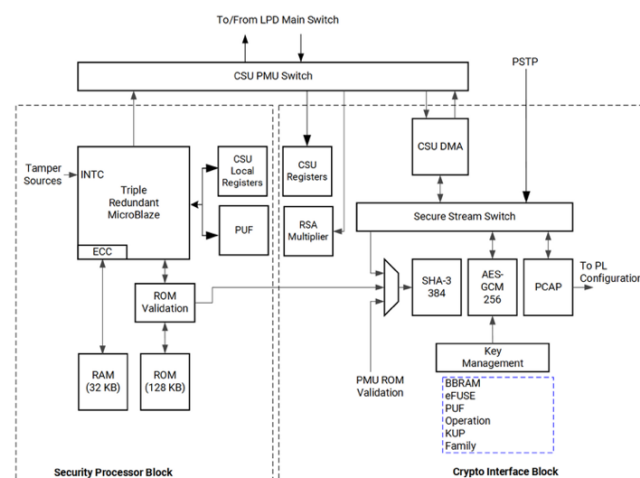 To/From LPD Main Switch
CSU PMU Switch
PSTP
Tamper
Sources
INTC
Triple
Redundant
MicroBlaze
ECC
CSU
Local
Registers
PUF
ROM
Validation
RAM
(32 KB)
ROM
(128 KB)
Security Processor Block
CSU
Registers
RSA
Multiplier
CSU DMA
Secure Stream Switch
SHA-3
384
AES-
GCM
256
PCAP
To PL
Configuration
Key
Management
PMU ROM
Validation
BBRAM
eFUSE
PUF
Operation
KUP
Family
Crypto Interface Block